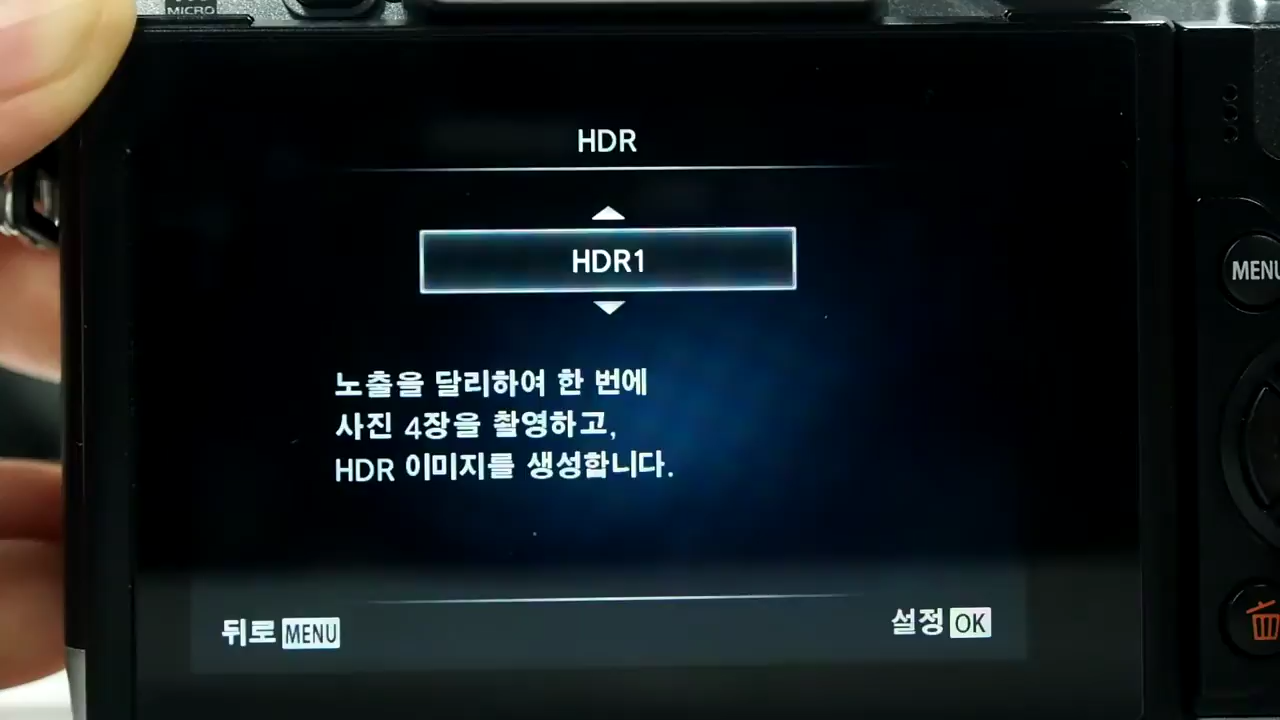 MICRO
HDR
HDR1
노출을 달리하여 한 번에
사진 4장을 촬영하고,
HDR 이미지를 생성합니다.
뒤로 MENU
설정 OK
MENU